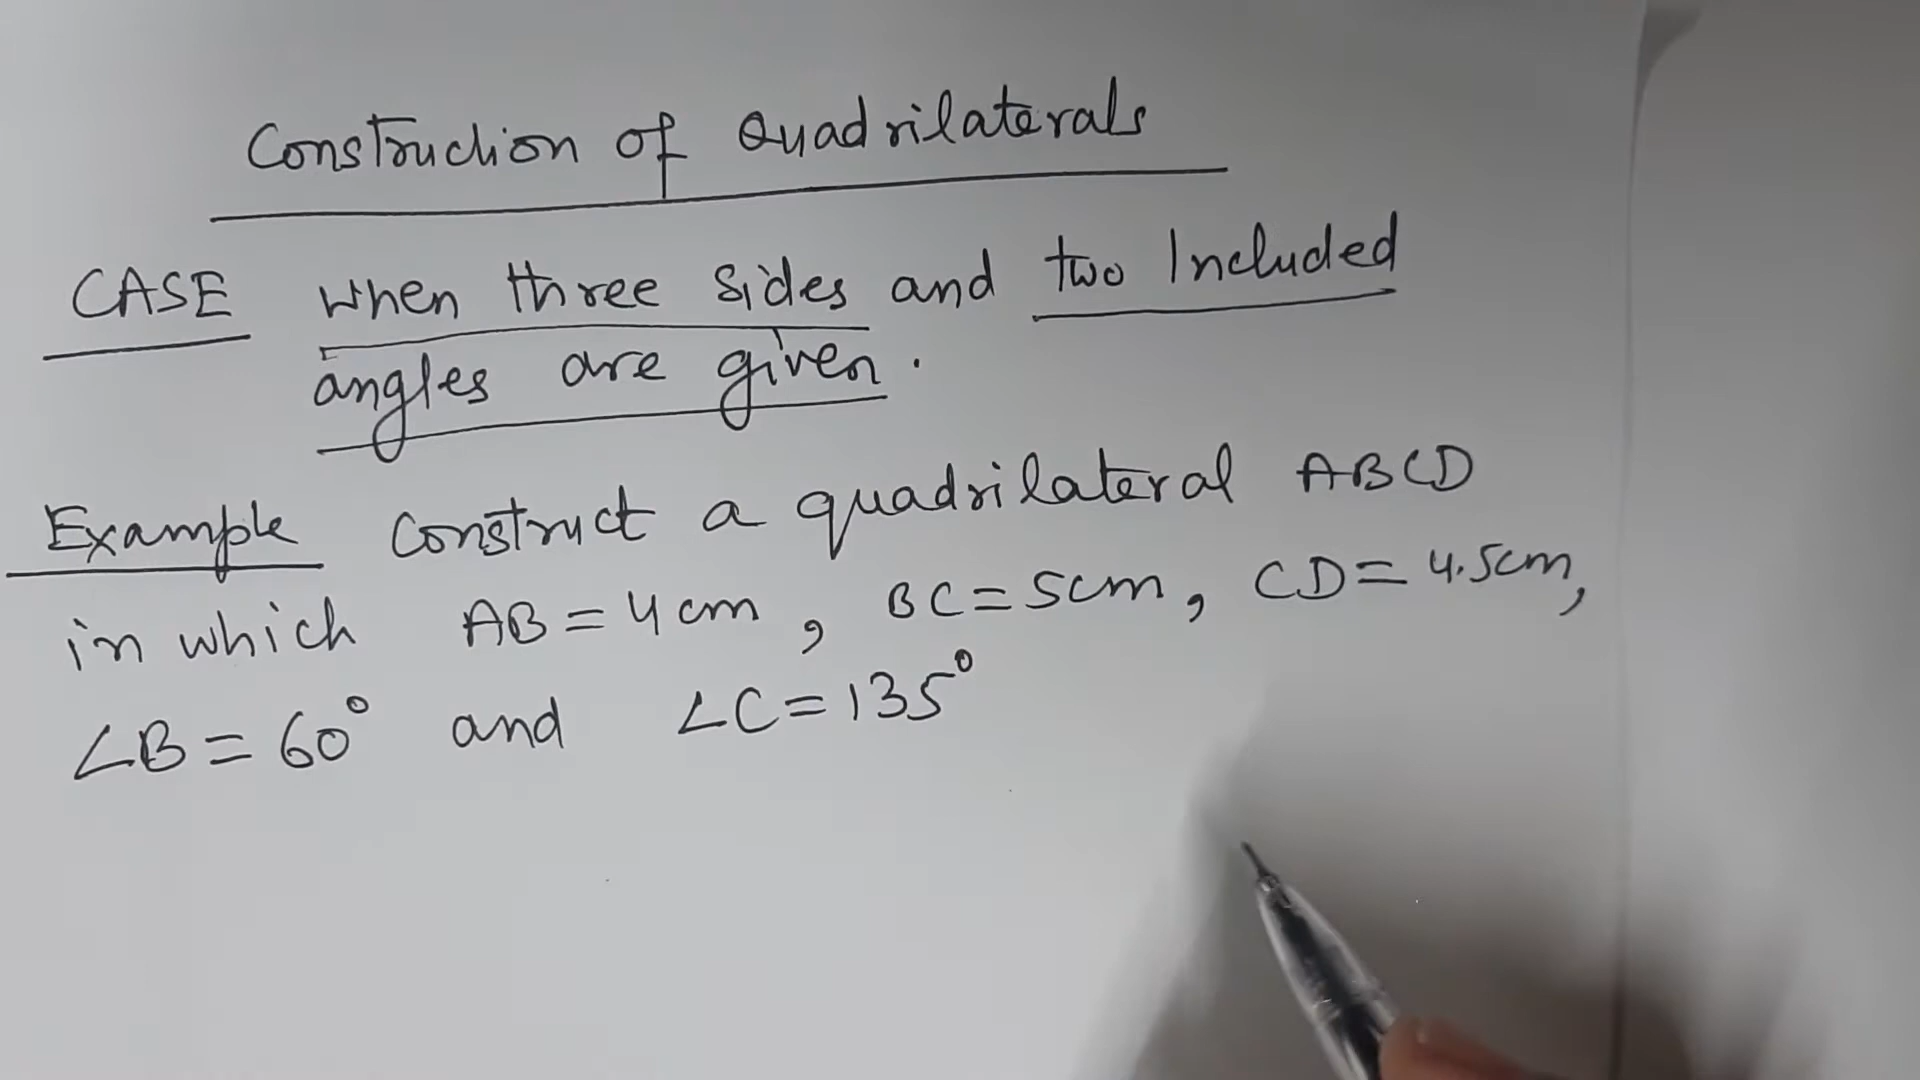 Construction of Quadrilaterals
CASE when three sides and two Included
angles are given.
Example Construct a quadrilateral ABCD
in which AB = 4 cm, BC = 5cm, CD = 4.5cm,
∠B = 60° and ∠C = 135°